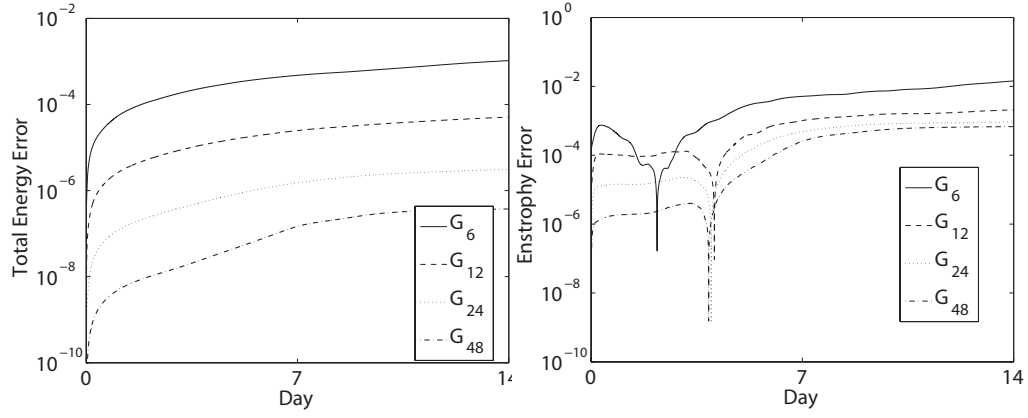 Total Energy Error
10^-2
10^-4
10^-6
10^-8
10^-10
0
7
14
Day
G_6
G_12
G_24
G_48
Enstrophy Error
10^0
10^-2
10^-4
10^-6
10^-8
10^-10
0
7
14
Day
G_6
G_12
G_24
G_48